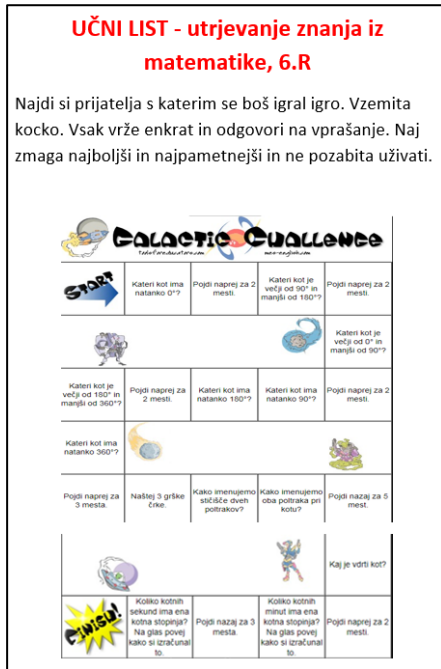 UČNI LIST - utrjevanje znanja iz
matematike, 6.R
Najdi si prijatelja s katerim se boš igral igro. Vzemita
kocko. Vsak vrže enkrat in odgovori na vprašanje. Naj
zmaga najboljši in najpametnejši in ne pozabita uživati.
Galactic Challenge
START
Kateri kot ima
natanko 0°?
Pojdi naprej za 2
mesti.
Kateri kot je
večji od 90° in
manjši od 180°?
Pojdi naprej za 2
mesti.
Kateri kot je
večji od 0° in
manjši od 90°?
Kateri kot je
večji od 180° in
manjši od 360°?
Pojdi naprej za
2 mesti.
Kateri kot ima
natanko 180°?
Kateri kot ima
natanko 90°?
Pojdi naprej za 2
mesti.
Kateri kot ima
natanko 360°?
Pojdi naprej za
3 mesta.
Naštej 3 grške
črke.
Kako imenujemo
stičišče dveh
poltrakov?
Kako imenujemo
oba poltraka pri
kotu?
Pojdi nazaj za 5
mest.
Kaj je vdrti kot?
FINISH!
Koliko kotnih
sekund ima ena
kotna stopinja?
Na glas povej
kako si izračunal
to.
Pojdi nazaj za 3
mesta.
Koliko kotnih
minut ima ena
kotna stopinja?
Na glas povej
kako si izračunal
to.
Pojdi naprej za 2
mesti.